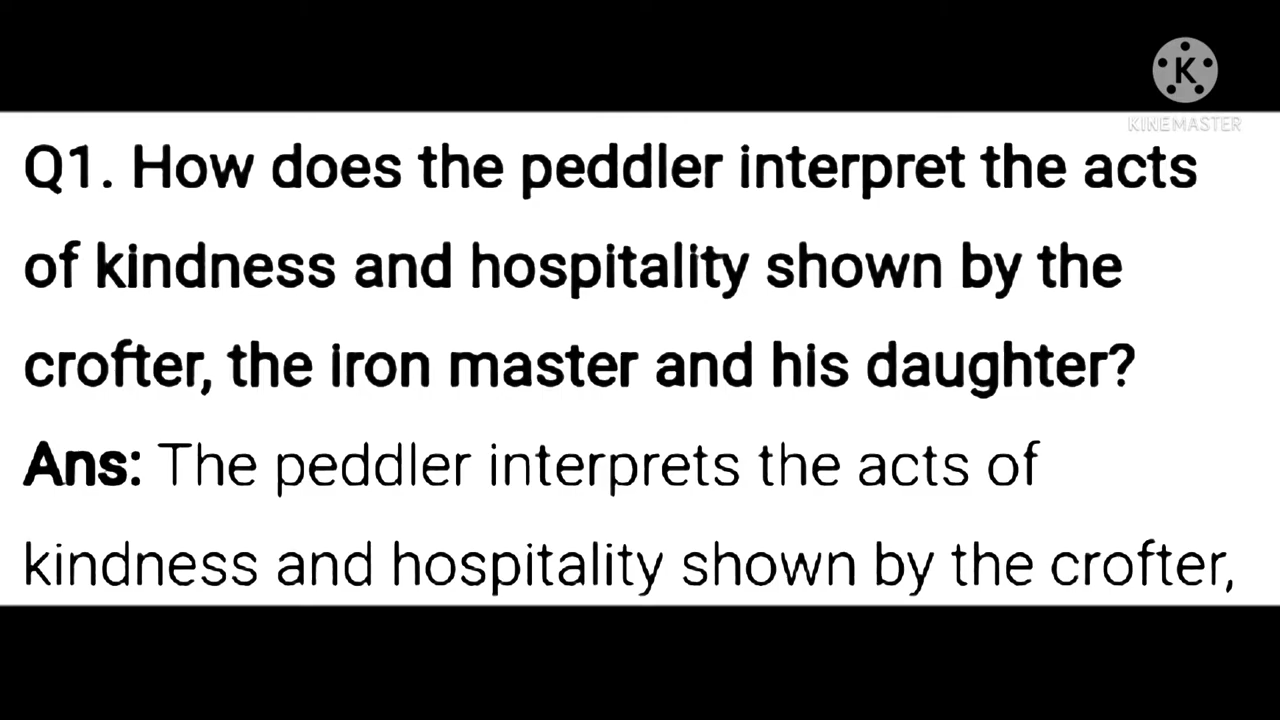 K
KINEMASTER
Q1. How does the peddler interpret the acts
of kindness and hospitality shown by the
crofter, the iron master and his daughter?
Ans: The peddler interprets the acts of
kindness and hospitality shown by the crofter,